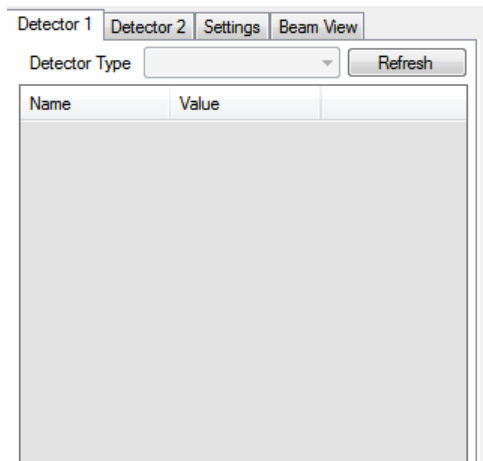 Detector 1 Detector 2 Settings Beam View
Detector Type Refresh
Name Value